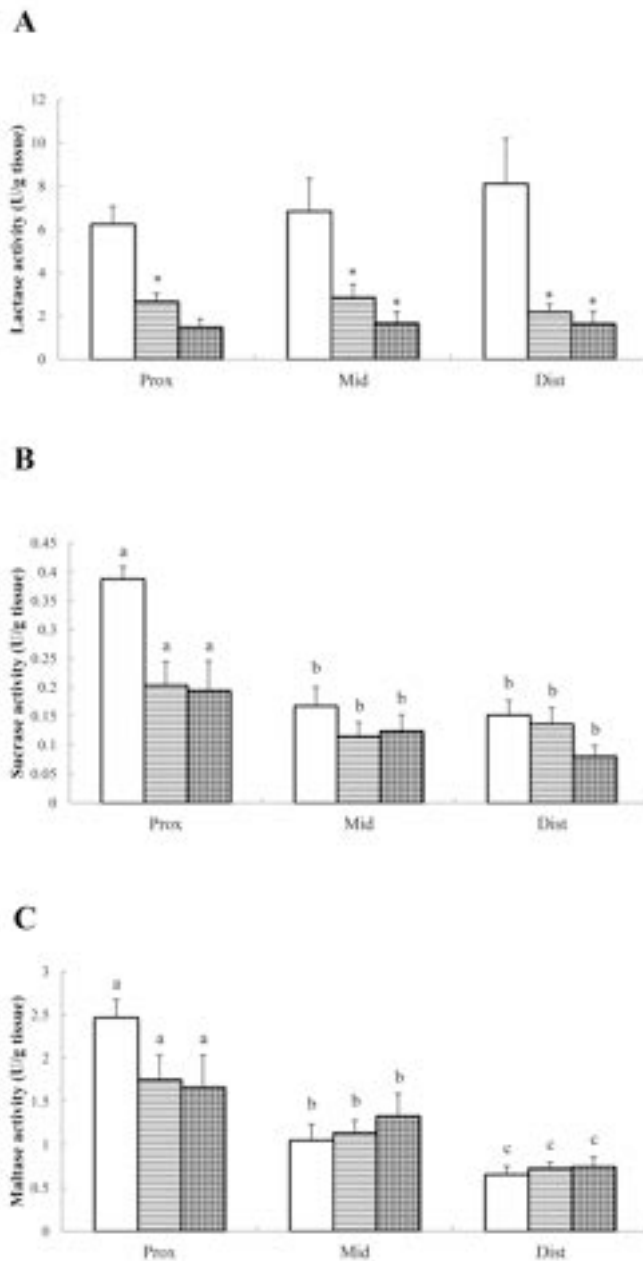 A
Lactase activity (U/g tissue)
12
10
8
6
4
2
0
*
* *
* *
Prox Mid Dist
B
Sucrase activity (U/g tissue)
0.45
0.4
0.35
0.3
0.25
0.2
0.15
0.1
0.05
0
a
a a
b b b
b b b
Prox Mid Dist
C
Maltase activity (U/g tissue)
3
2.5
2
1.5
1
0.5
0
a
a a
b b b
c c c
Prox Mid Dist